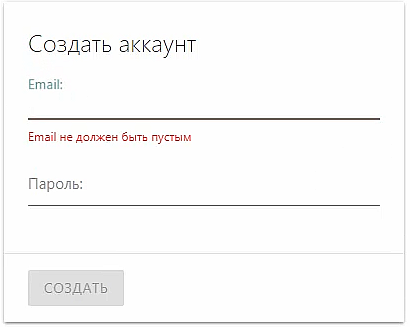 Создать аккаунт
Email:
Email не должен быть пустым
Пароль:
СОЗДАТЬ